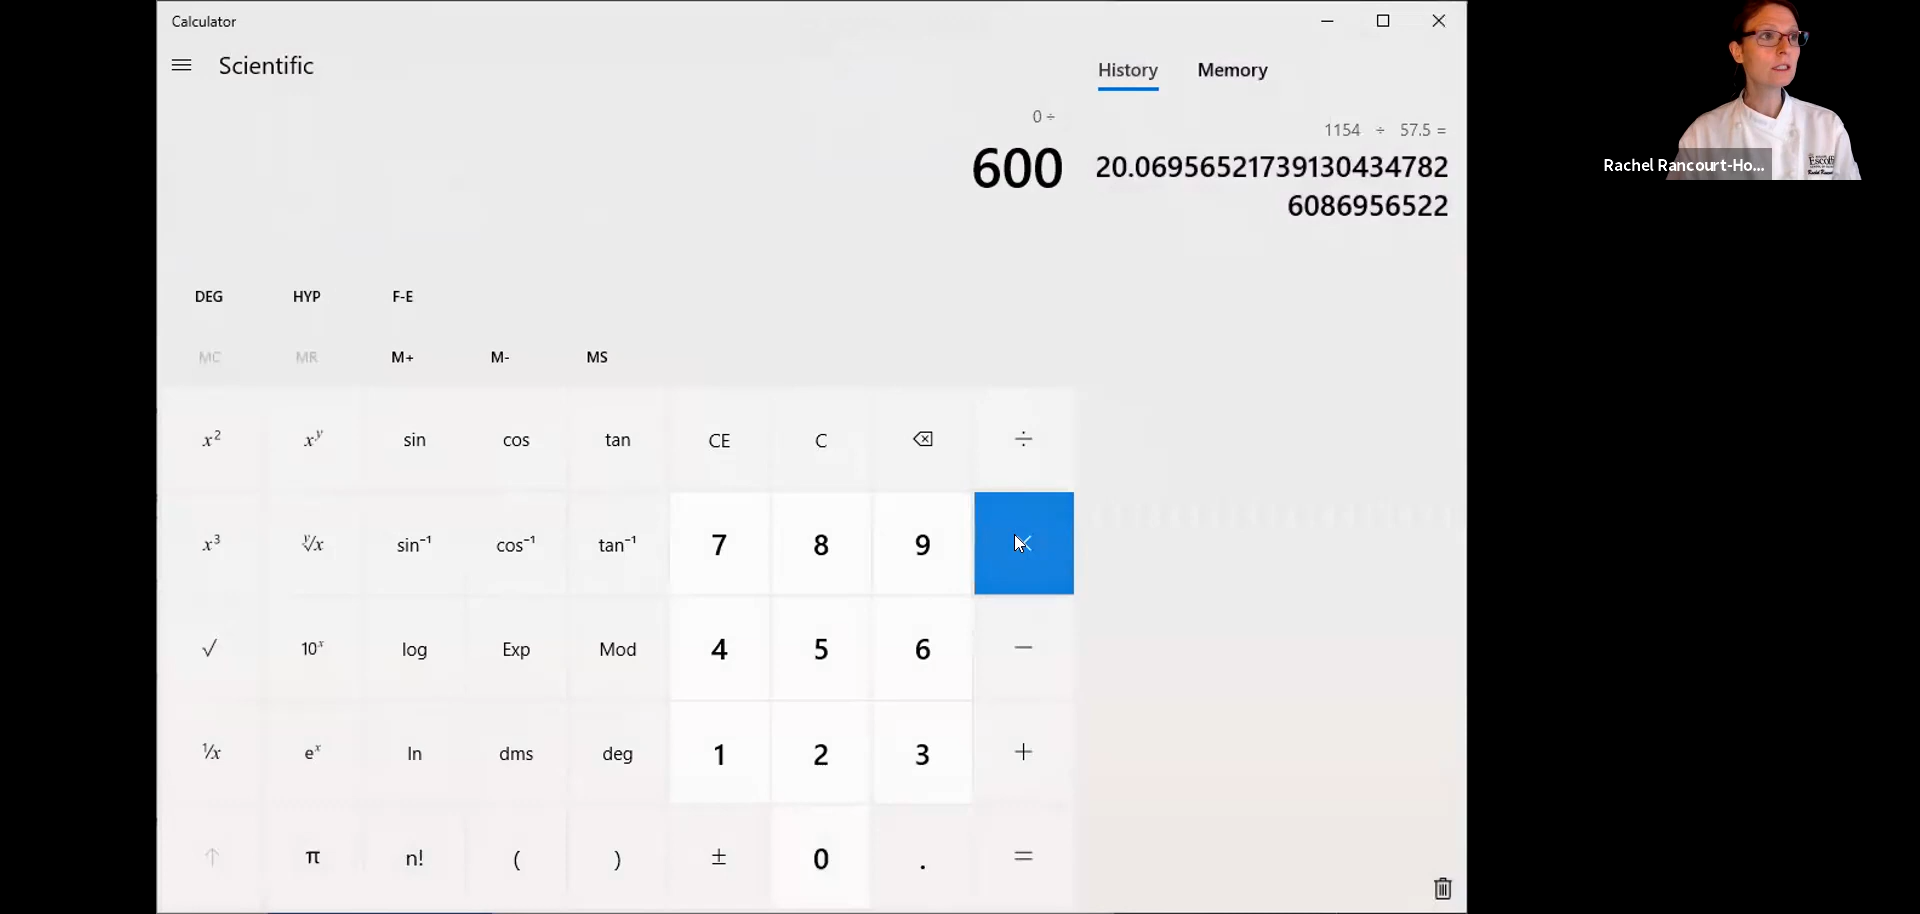 Calculator
Scientific
History Memory
0 ÷
600
1154 ÷ 57.5 =
20.06956521739130434782
6086956522
DEG HYP F-E
MC MR M+ M- MS
x² xʸ sin cos tan CE C ÷
x³ ʸ√x sin⁻¹ cos⁻¹ tan⁻¹ 7 8 9
√ 10ˣ log Exp Mod 4 5 6 −
¹/x eˣ ln dms deg 1 2 3 +
↑ π n! ( ) ± 0 . =
Rachel Rancourt-Ho...